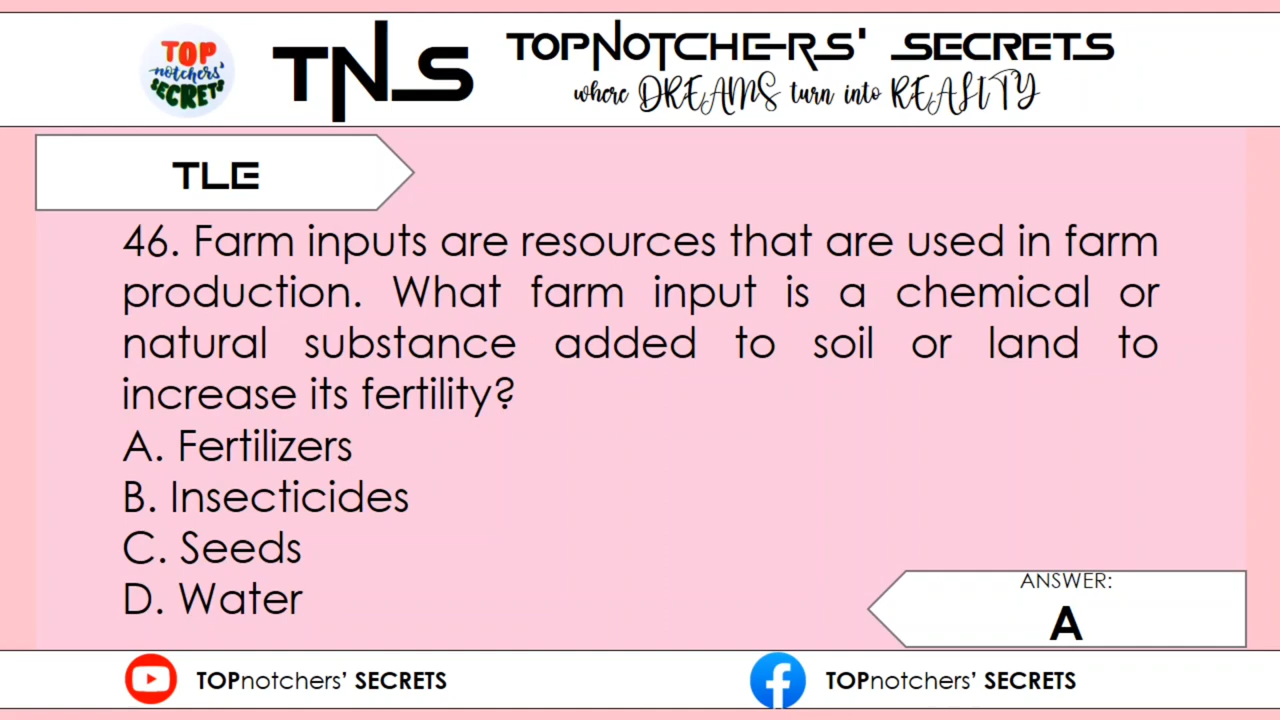 TOP
notchers'
SECRETS
TNS
TOPNOTCHERS' SECRETS
where DREAMS turn into REALITY
TLE
46. Farm inputs are resources that are used in farm
production. What farm input is a chemical or
natural substance added to soil or land to
increase its fertility?
A. Fertilizers
B. Insecticides
C. Seeds
D. Water
ANSWER:
A
TOPnotchers' SECRETS
TOPnotchers' SECRETS